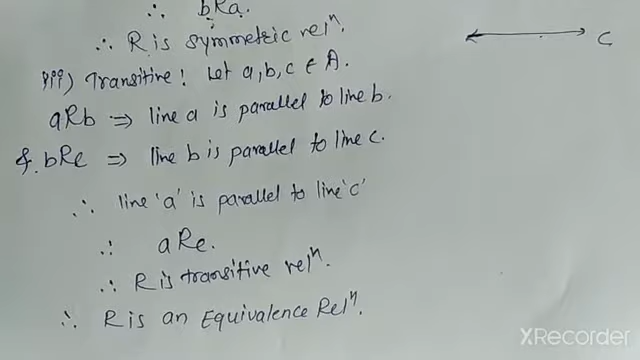 ∴ bRa.
∴ R is symmetric relⁿ.
iii) Transitive: Let a, b, c ∈ A.
aRb ⇒ line a is parallel to line b.
& bRc ⇒ line b is parallel to line c.
∴ line 'a' is parallel to line 'c'
∴ aRc.
∴ R is transitive relⁿ.
∴ R is an Equivalence Relⁿ.
c
XRecorder